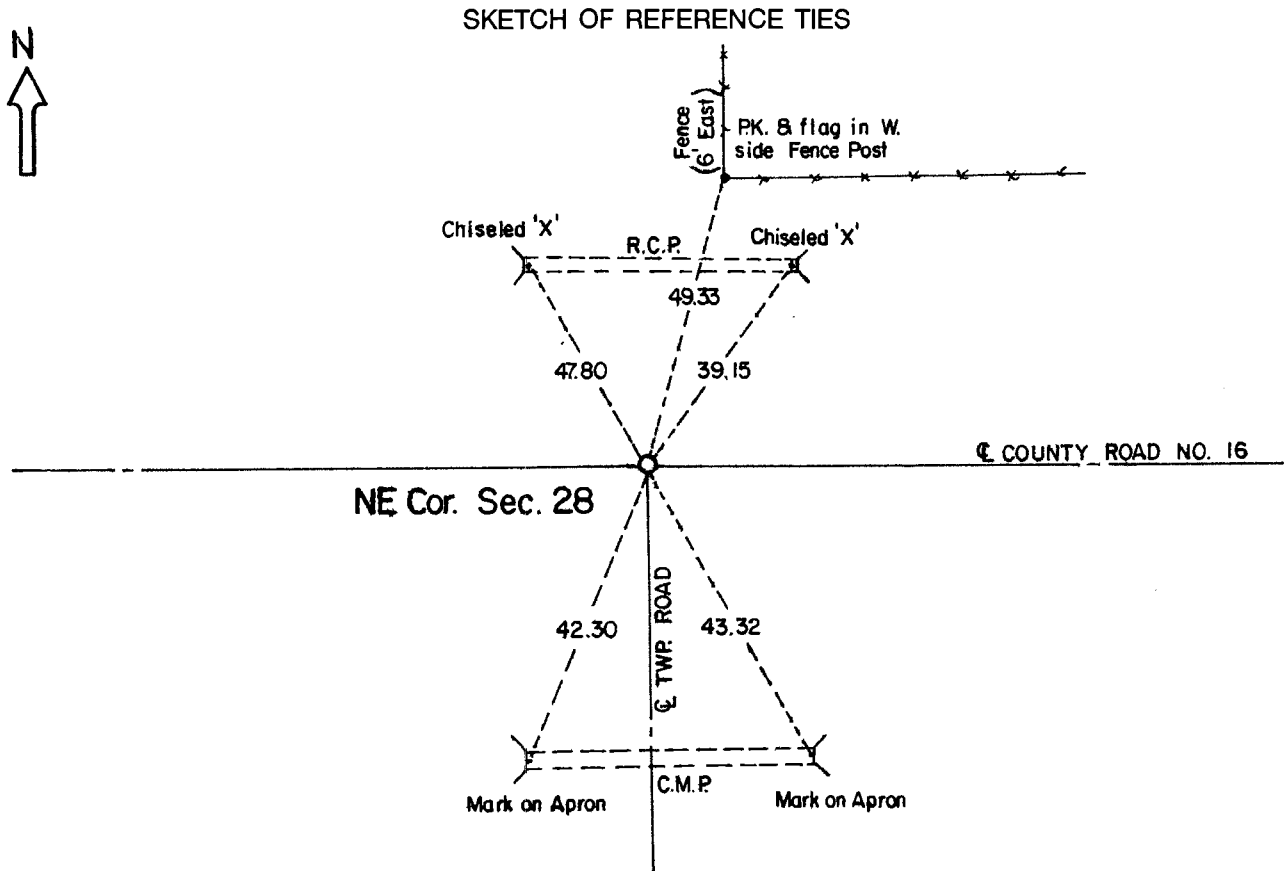 SKETCH OF REFERENCE TIES
N
Fence
(6' East)
P.K. & flag in W.
side Fence Post
Chiseled 'X'
R.C.P.
Chiseled 'X'
49.33
47.80
39.15
℄ COUNTY ROAD NO. 16
NE Cor. Sec. 28
℄ TWP. ROAD
42.30
43.32
C.M.P.
Mark on Apron
Mark on Apron